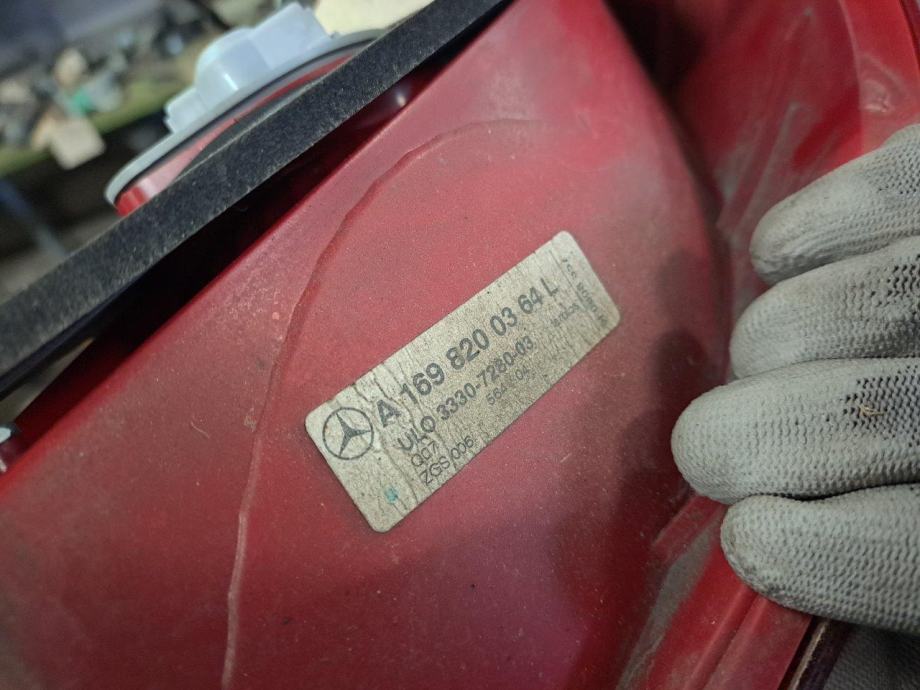 A 169 820 03 64 L
ULO 3330-7280-03
Q07
ZGS 006